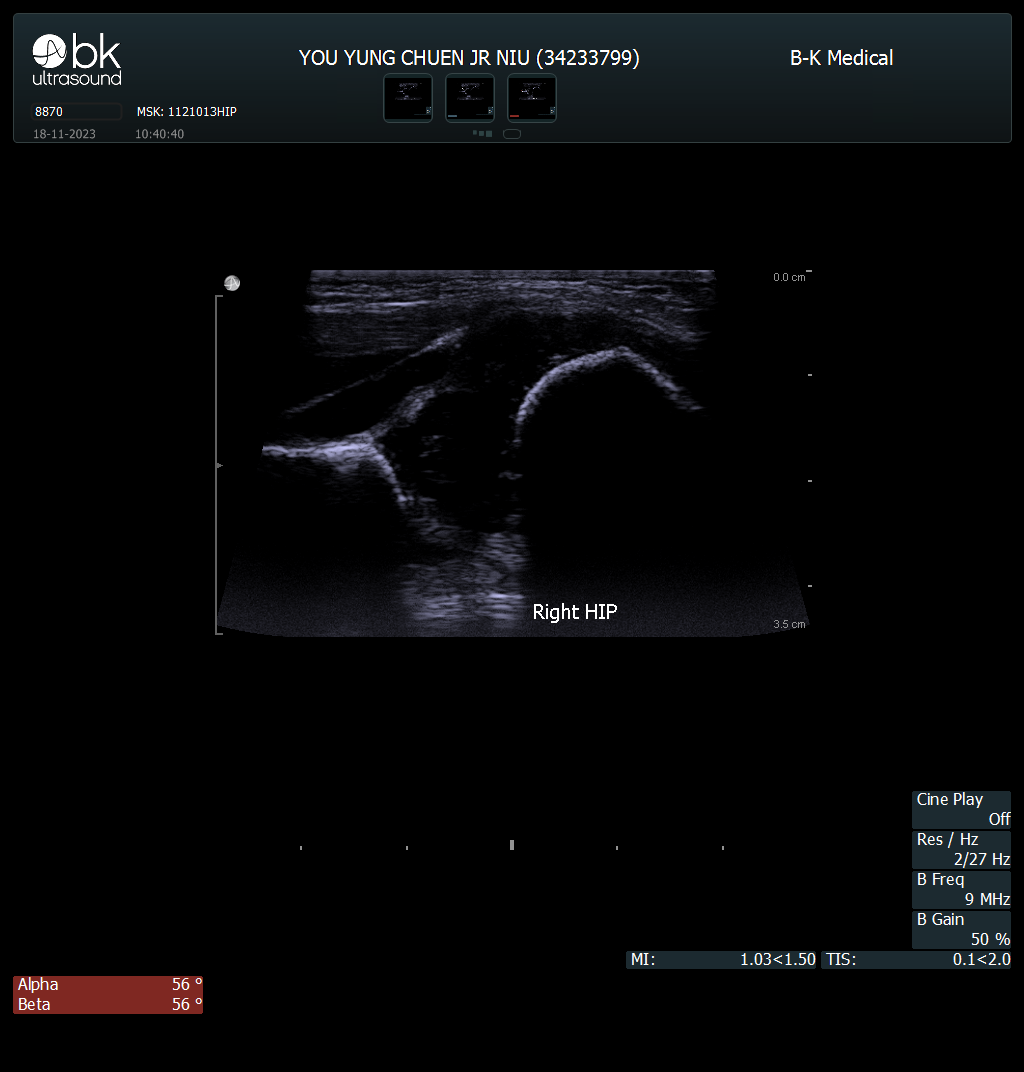 bk
ultrasound
YOU YUNG CHUEN JR NIU (34233799)
B-K Medical
8870
MSK: 1121013HIP
18-11-2023
10:40:40
0.0 cm
Right HIP
3.5 cm
Cine Play
Off
Res / Hz
2/27 Hz
B Freq
9 MHz
B Gain
50 %
MI: 1.03<1.50
TIS: 0.1<2.0
Alpha 56 º
Beta 56 º